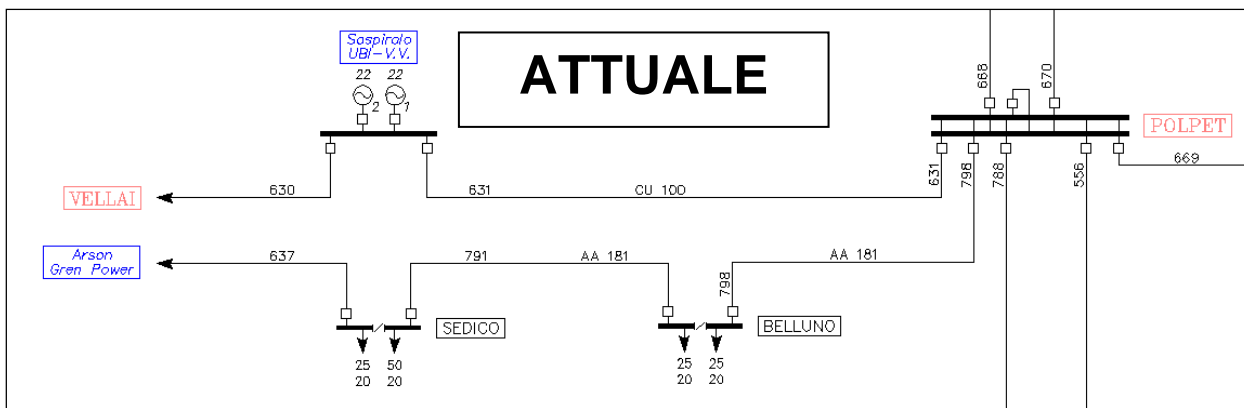 Sospirolo
UBI-V.V.
22 22
2 1
ATTUALE
668
670
POLPET
669
631
798
788
556
VELLAI
630
631
CU 100
Arson
Gren Power
637
791
AA 181
798
AA 181
SEDICO
BELLUNO
25 50
20 20
25 25
20 20